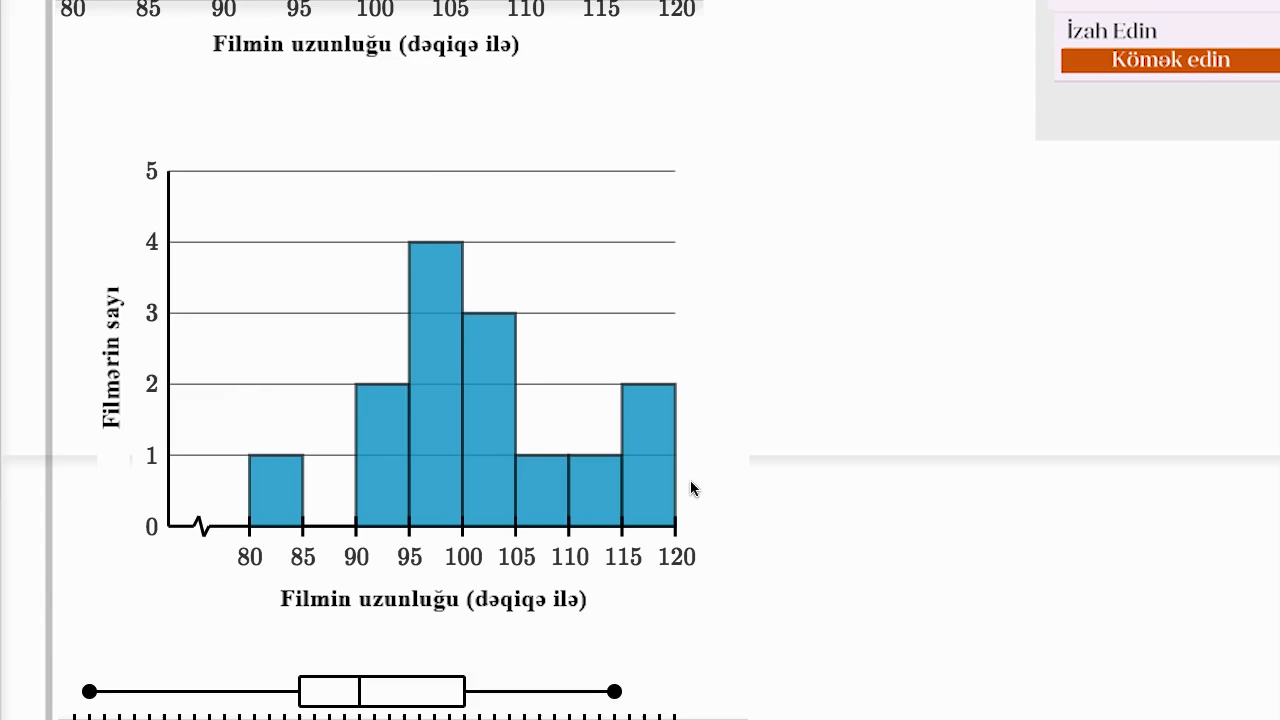 80 85 90 95 100 105 110 115 120
Filmin uzunluğu (dəqiqə ilə)
İzah Edin
Kömək edin
5
4
3
2
1
0
Filmərin sayı
80 85 90 95 100 105 110 115 120
Filmin uzunluğu (dəqiqə ilə)